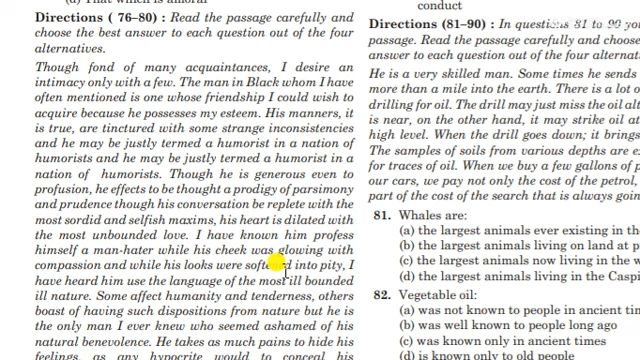 (d) That which is amoral
Directions ( 76–80) : Read the passage carefully and
choose the best answer to each question out of the four
alternatives.
Though fond of many acquaintances, I desire an
intimacy only with a few. The man in Black whom I have
often mentioned is one whose friendship I could wish to
acquire because he possesses my esteem. His manners, it
is true, are tinctured with some strange inconsistencies
and he may be justly termed a humorist in a nation of
humorists and he may be justly termed a humorist in a
nation of humorists. Though he is generous even to
profusion, he effects to be thought a prodigy of parsimony
and prudence though his conversation be replete with the
most sordid and selfish maxims, his heart is dilated with
the most unbounded love. I have known him profess
himself a man-hater while his cheek was glowing with
compassion and while his looks were softened into pity, I
have heard him use the language of the most ill bounded
ill nature. Some affect humanity and tenderness, others
boast of having such dispositions from nature but he is
the only man I ever knew who seemed ashamed of his
natural benevolence. He takes as much pains to hide his
feelings, as any hypocrite would to conceal his
conduct
Directions (81–90) : In questions 81 to 90 yo
passage. Read the passage carefully and choose
answer to each question out of the four alternati
He is a very skilled man. Some times he sends
more than a mile into the earth. There is a lot o
drilling for oil. The drill may just miss the oil alt
is near, on the other hand, it may strike oil at
high level. When the drill goes down; it brings
The samples of soils from various depths are e
for traces of oil. When we buy a few gallons of p
our cars, we pay not only the cost of the petrol,
part of the cost of the search that is always goin
81. Whales are:
(a) the largest animals ever existing in the
(b) the largest animals living on land at p
(c) the largest animals now living in the w
(d) the largest animals living in the Caspi
82. Vegetable oil:
(a) was not known to people in ancient tim
(b) was well known to people long ago
(c) was known only in ancient times
(d) is known only to old people